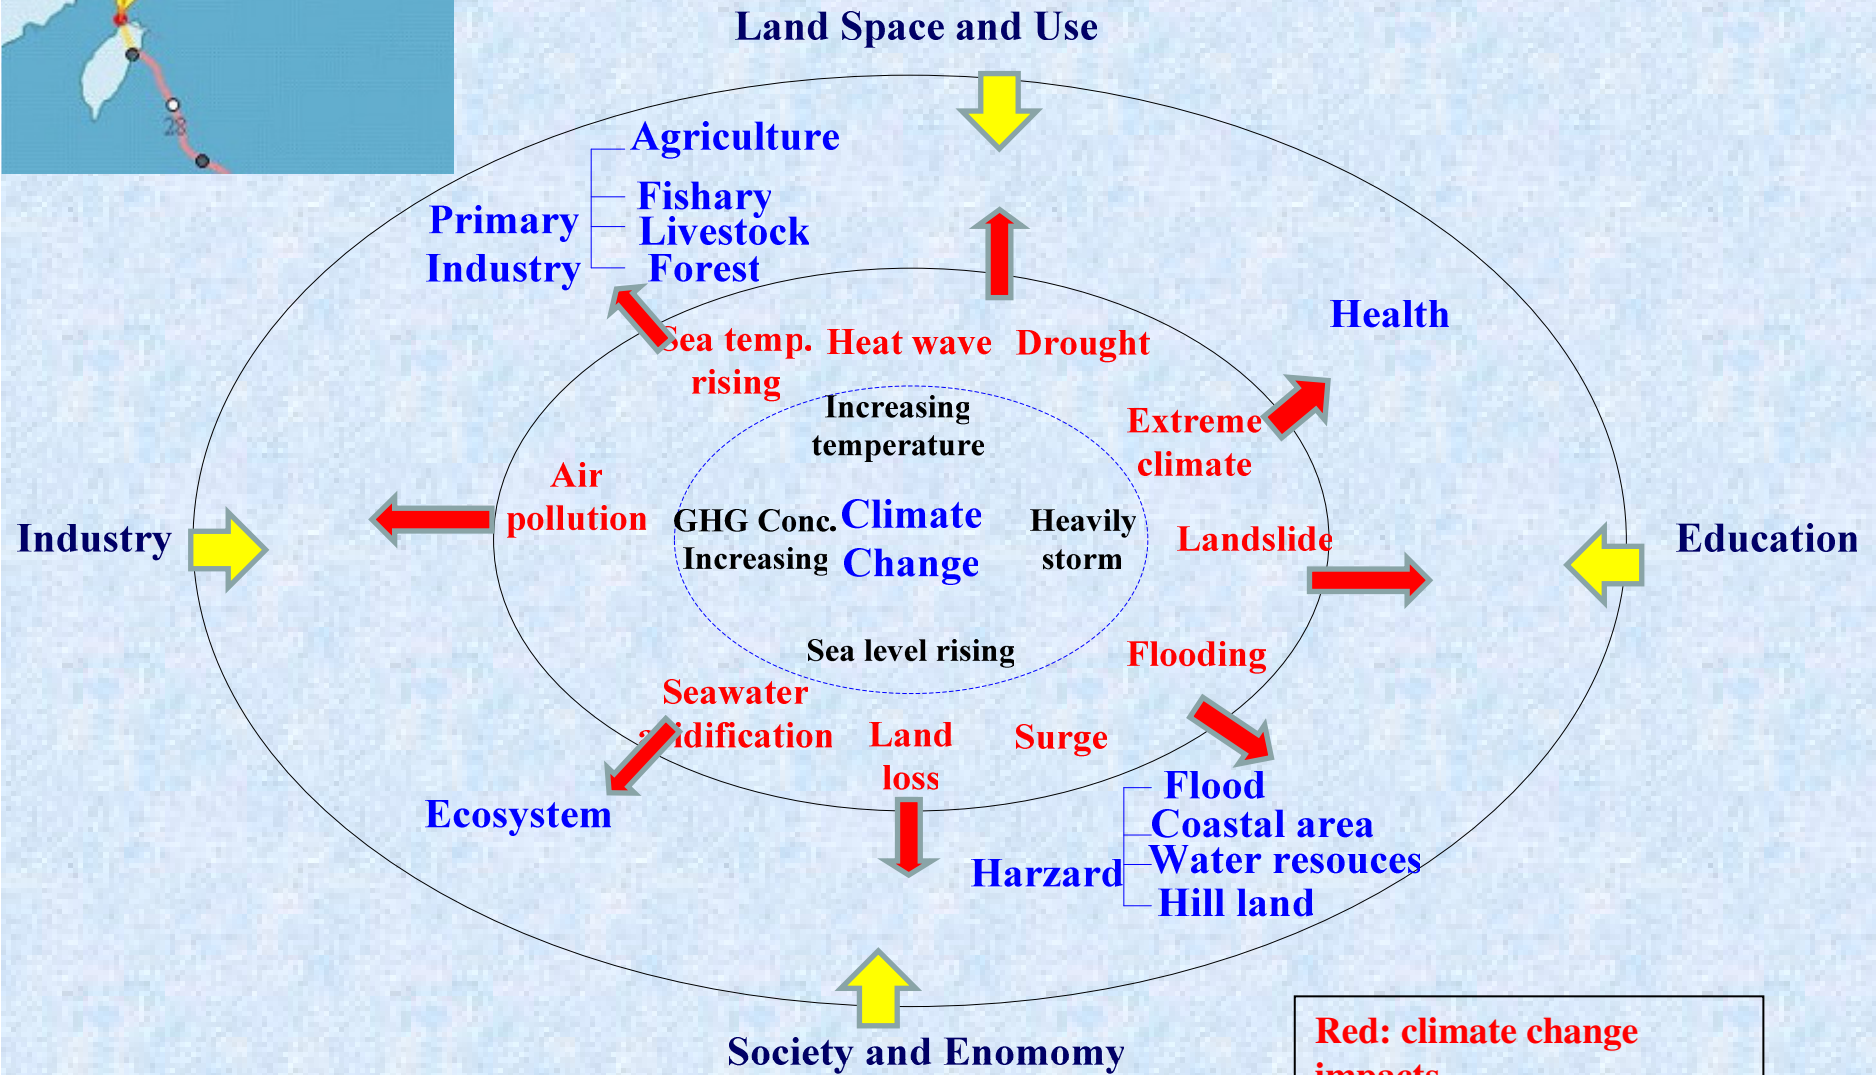 Land Space and Use
28
Agriculture
Fishary
Primary
Livestock
Industry
Forest
Health
Sea temp.
rising
Heat wave
Drought
Increasing
temperature
Extreme
climate
Air
pollution
GHG Conc.
Increasing
Climate
Change
Heavily
storm
Landslide
Industry
Education
Sea level rising
Flooding
Seawater
Land
loss
Surge
Ecosystem
Flood
Coastal area
Water resouces
Harzard
Hill land
Society and Enomomy
Red: climate change
impacts